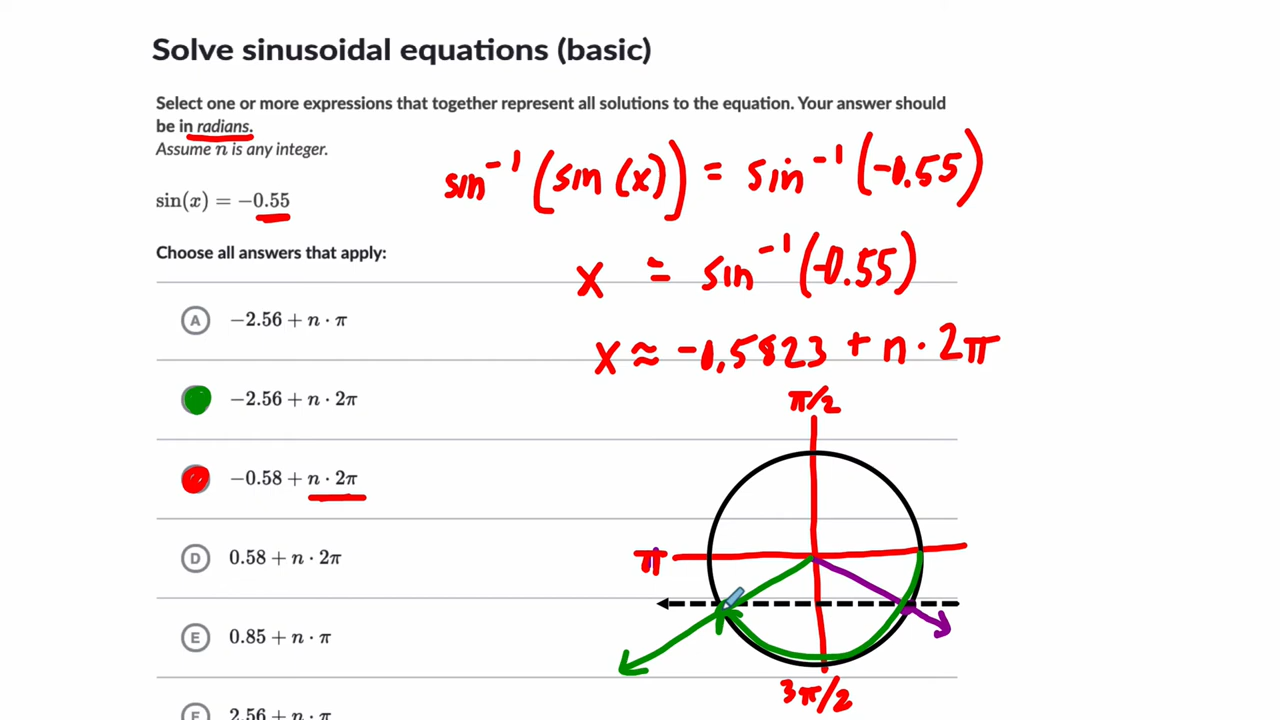 Solve sinusoidal equations (basic)
Select one or more expressions that together represent all solutions to the equation. Your answer should
be in radians.
Assume n is any integer.
sin⁻¹(sin(x)) = sin⁻¹(-0.55)
sin(x) = −0.55
Choose all answers that apply:
x = sin⁻¹(-0.55)
A −2.56 + n · π
x ≈ -0.5823 + n · 2π
−2.56 + n · 2π
π/2
−0.58 + n · 2π
D 0.58 + n · 2π
π
E 0.85 + n · π
3π/2
F 2.56 + n · π